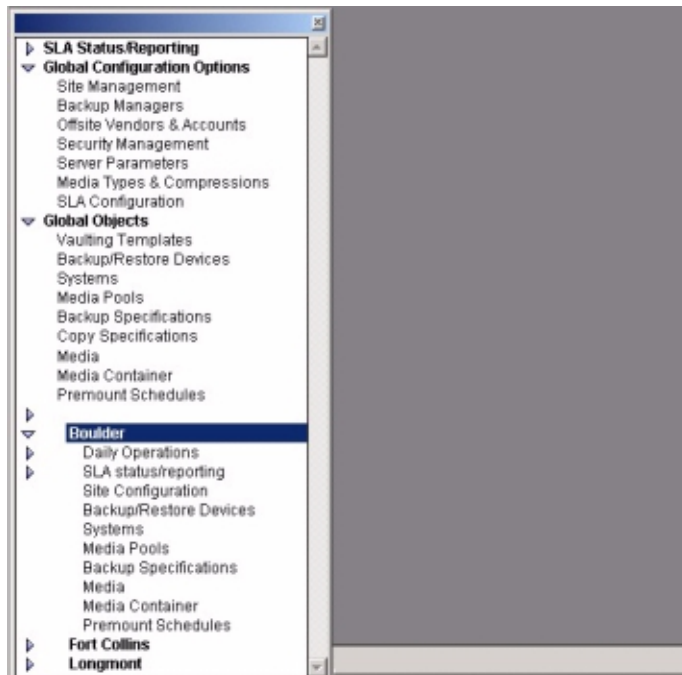 SLA Status/Reporting
Global Configuration Options
Site Management
Backup Managers
Offsite Vendors & Accounts
Security Management
Server Parameters
Media Types & Compressions
SLA Configuration
Global Objects
Vaulting Templates
Backup/Restore Devices
Systems
Media Pools
Backup Specifications
Copy Specifications
Media
Media Container
Premount Schedules
Boulder
Daily Operations
SLA status/reporting
Site Configuration
Backup/Restore Devices
Systems
Media Pools
Backup Specifications
Media
Media Container
Premount Schedules
Fort Collins
Longmont